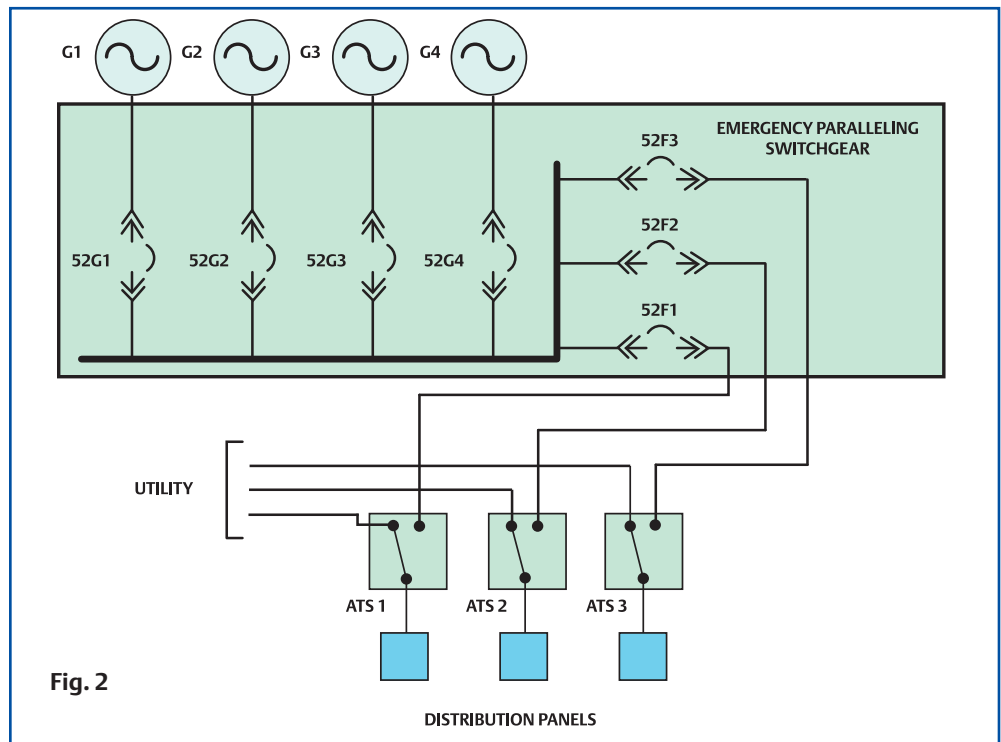 G1
G2
G3
G4
EMERGENCY PARALLELING
SWITCHGEAR
52F3
52F2
52G1
52G2
52G3
52G4
52F1
UTILITY
ATS 1
ATS 2
ATS 3
Fig. 2
DISTRIBUTION PANELS